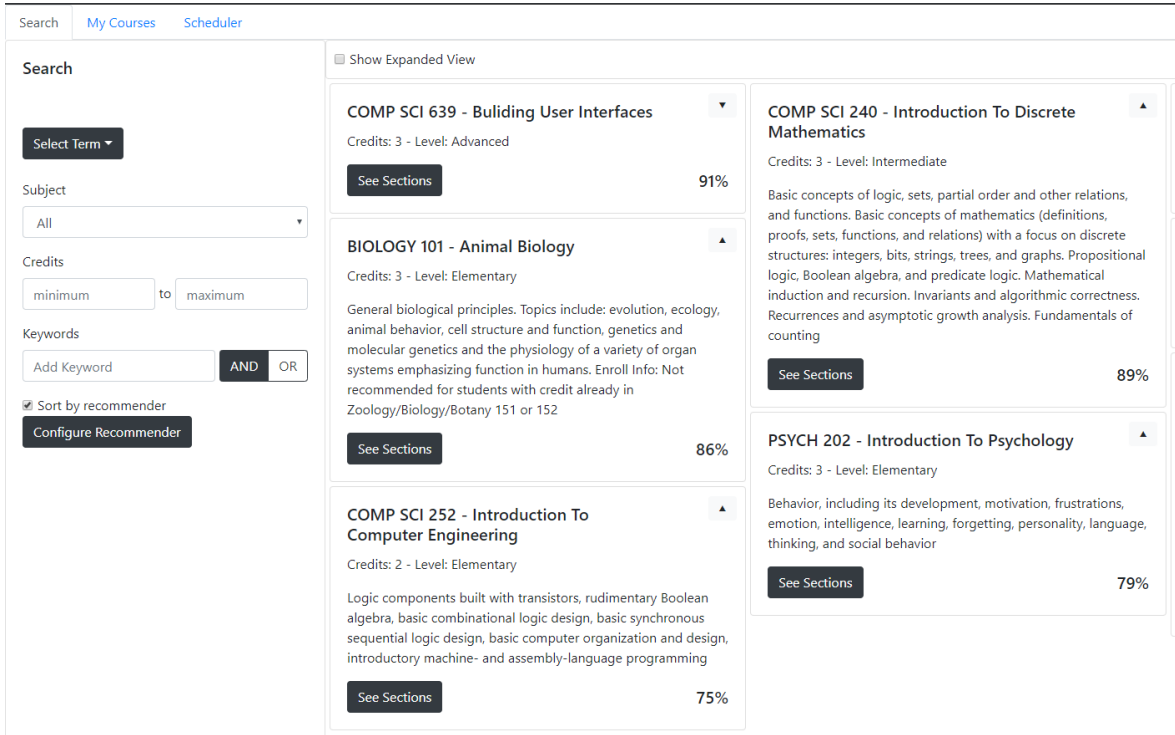 Search
My Courses
Scheduler
Search
Select Term
Subject
All
Credits
minimum
to
maximum
Keywords
Add Keyword
AND
OR
Sort by recommender
Configure Recommender
Show Expanded View
COMP SCI 639 - Buliding User Interfaces
Credits: 3 - Level: Advanced
See Sections
91%
BIOLOGY 101 - Animal Biology
Credits: 3 - Level: Elementary
General biological principles. Topics include: evolution, ecology,
animal behavior, cell structure and function, genetics and
molecular genetics and the physiology of a variety of organ
systems emphasizing function in humans. Enroll Info: Not
recommended for students with credit already in
Zoology/Biology/Botany 151 or 152
See Sections
86%
COMP SCI 252 - Introduction To
Computer Engineering
Credits: 2 - Level: Elementary
Logic components built with transistors, rudimentary Boolean
algebra, basic combinational logic design, basic synchronous
sequential logic design, basic computer organization and design,
introductory machine- and assembly-language programming
See Sections
75%
COMP SCI 240 - Introduction To Discrete
Mathematics
Credits: 3 - Level: Intermediate
Basic concepts of logic, sets, partial order and other relations,
and functions. Basic concepts of mathematics (definitions,
proofs, sets, functions, and relations) with a focus on discrete
structures: integers, bits, strings, trees, and graphs. Propositional
logic, Boolean algebra, and predicate logic. Mathematical
induction and recursion. Invariants and algorithmic correctness.
Recurrences and asymptotic growth analysis. Fundamentals of
counting
See Sections
89%
PSYCH 202 - Introduction To Psychology
Credits: 3 - Level: Elementary
Behavior, including its development, motivation, frustrations,
emotion, intelligence, learning, forgetting, personality, language,
thinking, and social behavior
See Sections
79%